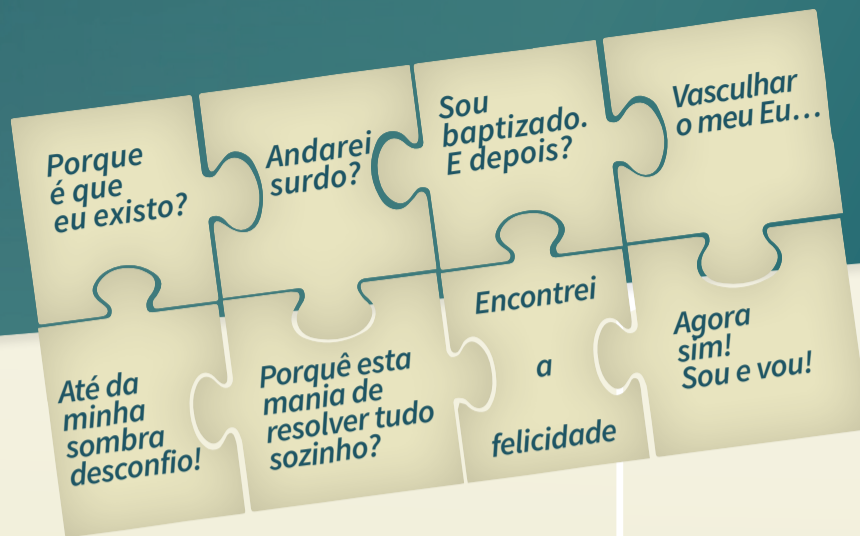 Porque
é que
eu existo?
Andarei
surdo?
Sou
baptizado.
E depois?
Vasculhar
o meu Eu...
Até da
minha
sombra
desconfio!
Porquê esta
mania de
resolver tudo
sozinho?
Encontrei
a
felicidade
Agora
sim!
Sou e vou!